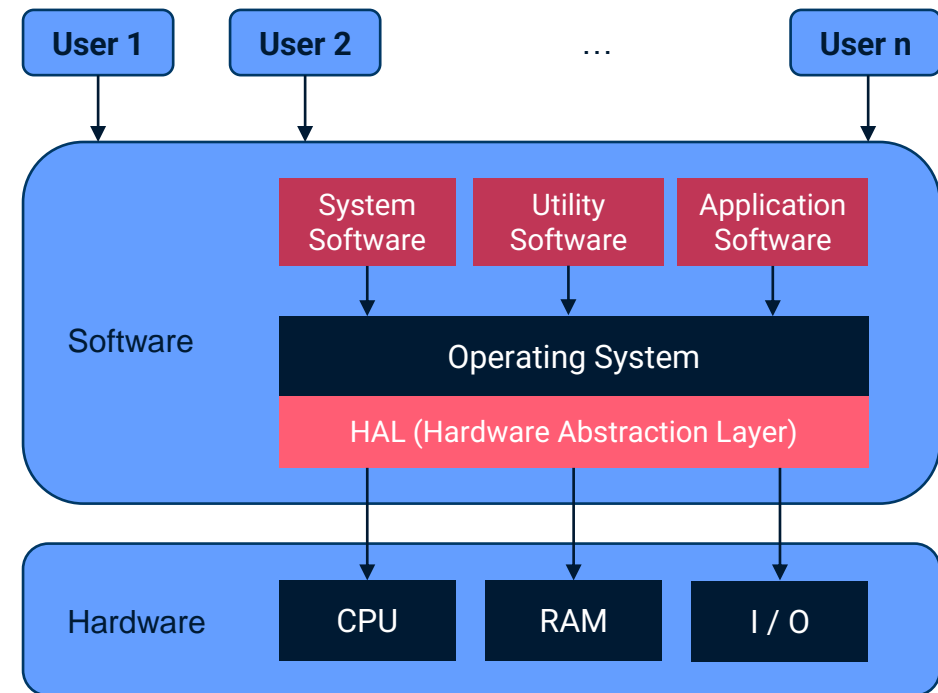 User 1
User 2
...
User n
System
Software
Utility
Software
Application
Software
Software
Operating System
HAL (Hardware Abstraction Layer)
Hardware
CPU
RAM
I / O